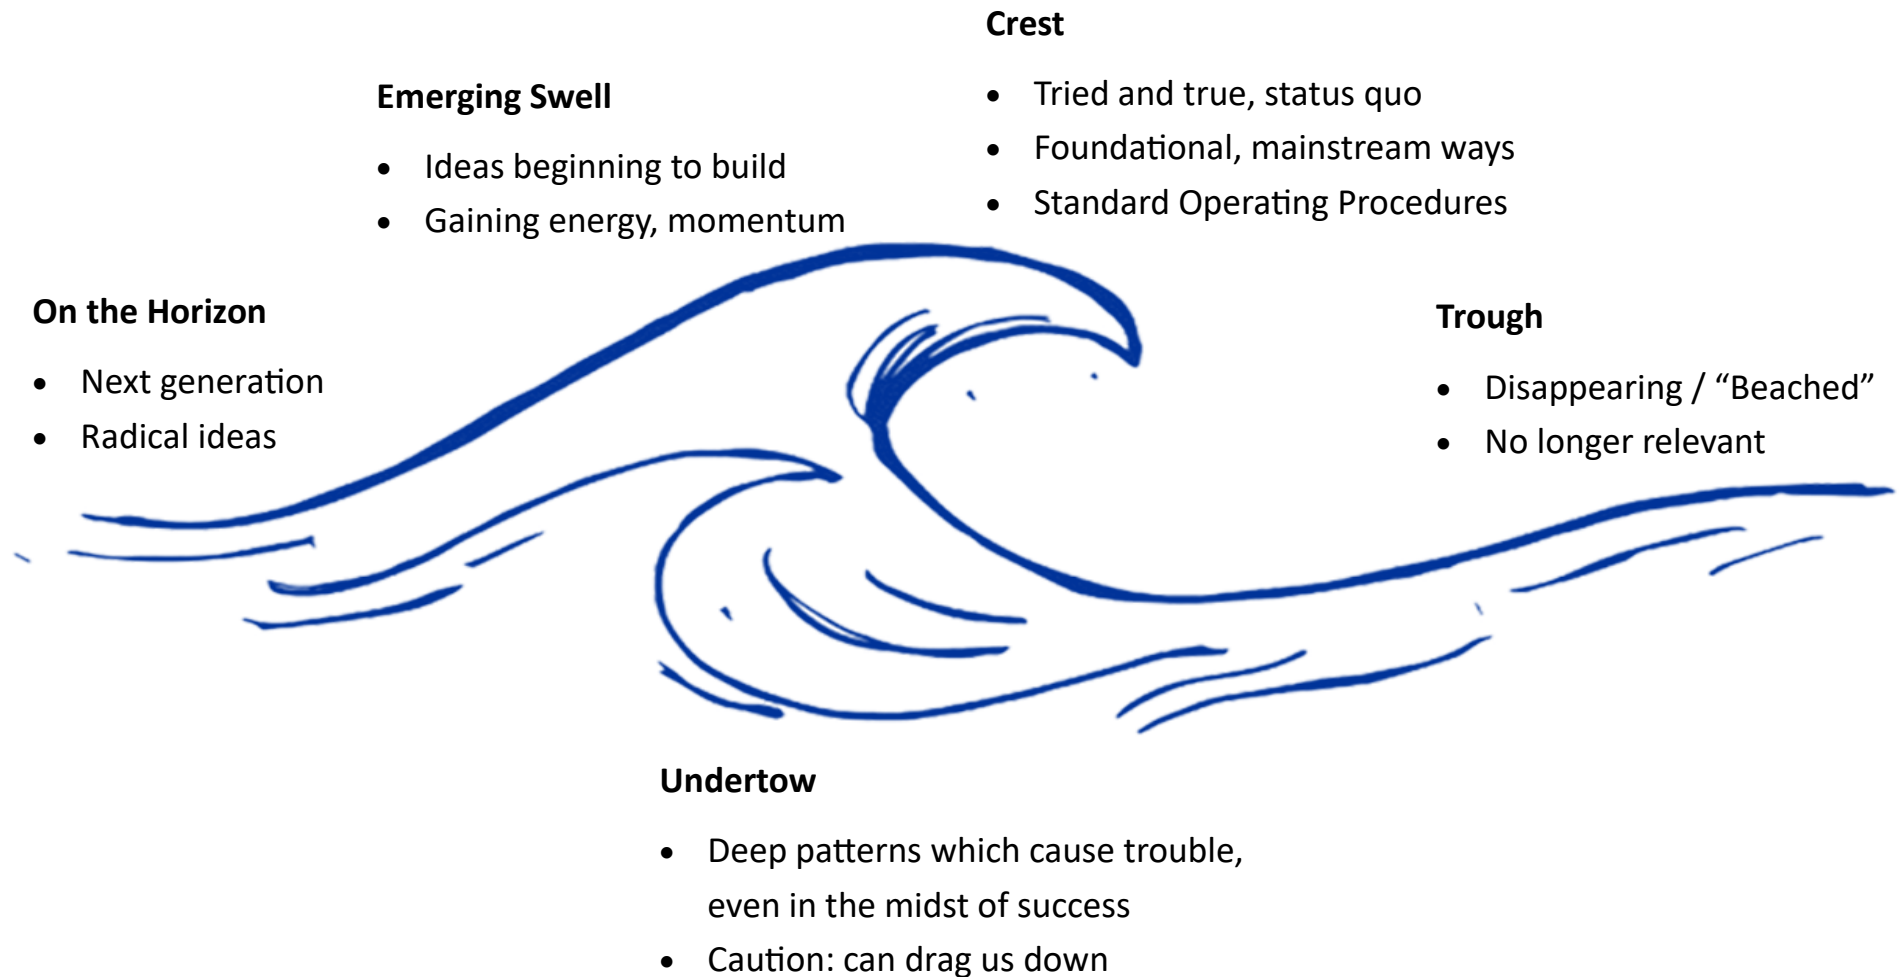 Crest
• Tried and true, status quo
• Foundational, mainstream ways
• Standard Operating Procedures
Emerging Swell
• Ideas beginning to build
• Gaining energy, momentum
On the Horizon
• Next generation
• Radical ideas
Trough
• Disappearing / “Beached”
• No longer relevant
Undertow
• Deep patterns which cause trouble,
even in the midst of success
• Caution: can drag us down